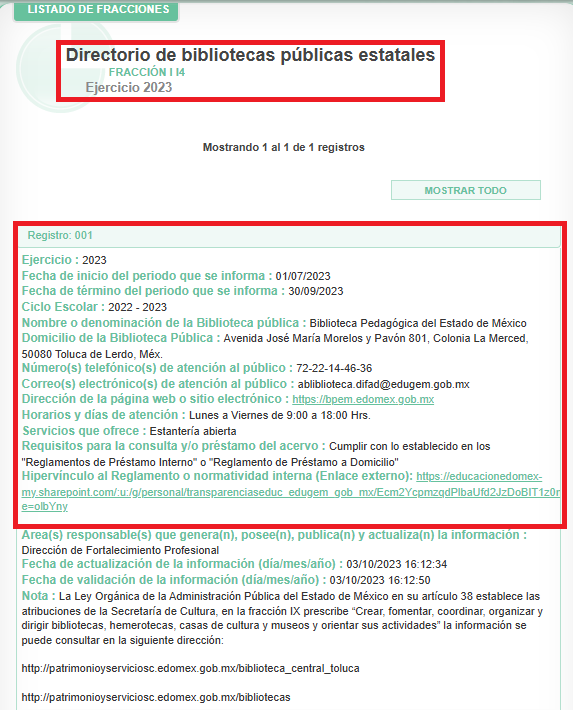 LISTADO DE FRACCIONES
Directorio de bibliotecas públicas estatales
FRACCIÓN I I4
Ejercicio 2023
Mostrando 1 al 1 de 1 registros
MOSTRAR TODO
Registro: 001
Ejercicio : 2023
Fecha de inicio del periodo que se informa : 01/07/2023
Fecha de término del periodo que se informa : 30/09/2023
Ciclo Escolar : 2022 - 2023
Nombre o denominación de la Biblioteca pública : Biblioteca Pedagógica del Estado de México
Domicilio de la Biblioteca Pública : Avenida José María Morelos y Pavón 801, Colonia La Merced,
50080 Toluca de Lerdo, Méx.
Número(s) telefónico(s) de atención al público : 72-22-14-46-36
Correo(s) electrónico(s) de atención al público : abliblioteca.difad@edugem.gob.mx
Dirección de la página web o sitio electrónico : https://bpem.edomex.gob.mx
Horarios y días de atención : Lunes a Viernes de 9:00 a 18:00 Hrs.
Servicios que ofrece : Estantería abierta
Requisitos para la consulta y/o préstamo del acervo : Cumplir con lo establecido en los
"Reglamentos de Préstamo Interno" o "Reglamento de Préstamo a Domicilio"
Hipervínculo al Reglamento o normatividad interna (Enlace externo): https://educacionedomex-
my.sharepoint.com/:u:/g/personal/transparenciaseduc_edugem_gob_mx/Ecm2YcpmzqdPlbaUfd2JzDoBIT1z0r
e=olbYny
Área(s) responsable(s) que genera(n), posee(n), publica(n) y actualiza(n) la información :
Dirección de Fortalecimiento Profesional
Fecha de actualización de la información (día/mes/año) : 03/10/2023 16:12:34
Fecha de validación de la información (día/mes/año) : 03/10/2023 16:12:50
Nota : La Ley Orgánica de la Administración Pública del Estado de México en su artículo 38 establece las
atribuciones de la Secretaría de Cultura, en la fracción IX prescribe “Crear, fomentar, coordinar, organizar y
dirigir bibliotecas, hemerotecas, casas de cultura y museos y orientar sus actividades” la información se
puede consultar en la siguiente dirección:
http://patrimonioyserviciosc.edomex.gob.mx/biblioteca_central_toluca
http://patrimonioyserviciosc.edomex.gob.mx/bibliotecas